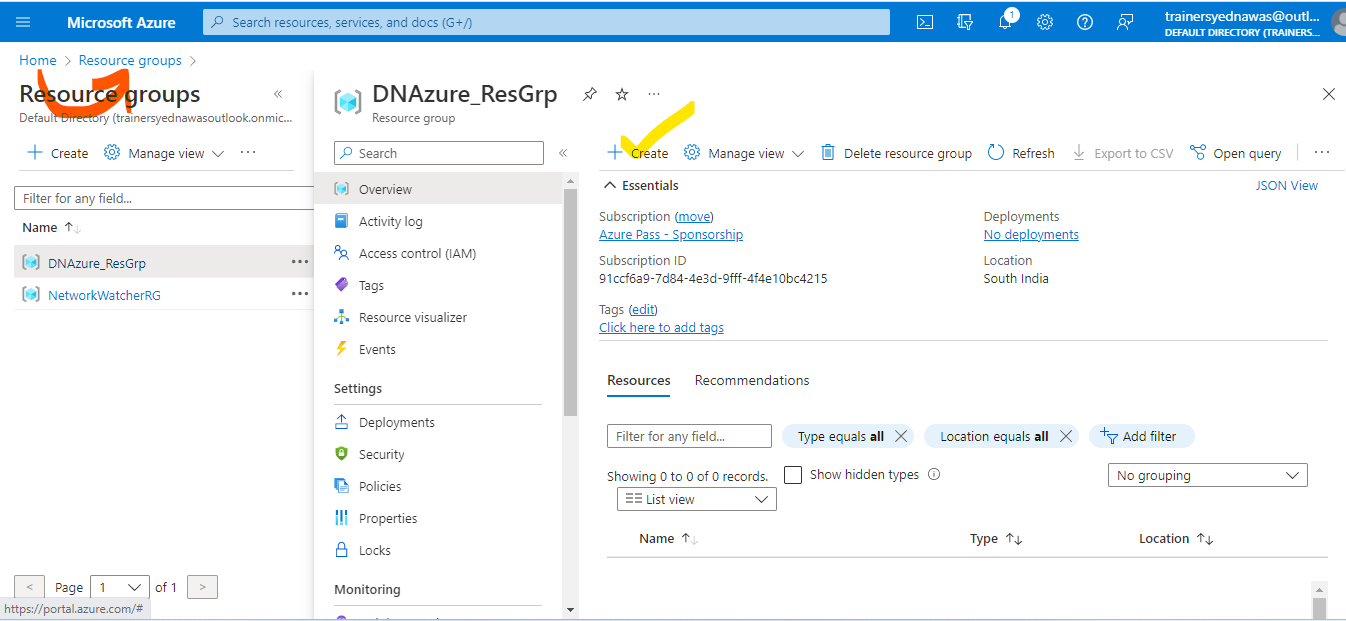 Microsoft Azure
Search resources, services, and docs (G+/)
1
trainersyednawas@outl...
DEFAULT DIRECTORY (TRAINERS...
Home > Resource groups >
Resource groups
Default Directory (trainersyednawasoutlook.onmic...
Create Manage view ...
Filter for any field...
Name
DNAzure_ResGrp ...
NetworkWatcherRG ...
< Page 1 of 1 >
https://portal.azure.com/#
DNAzure_ResGrp ...
Resource group
Search
Overview
Activity log
Access control (IAM)
Tags
Resource visualizer
Events
Settings
Deployments
Security
Policies
Properties
Locks
Monitoring
Create Manage view Delete resource group Refresh Export to CSV Open query ...
Essentials
JSON View
Subscription (move)
Azure Pass - Sponsorship
Subscription ID
91ccf6a9-7d84-4e3d-9fff-4f4e10bc4215
Tags (edit)
Click here to add tags
Deployments
No deployments
Location
South India
Resources Recommendations
Filter for any field... Type equals all Location equals all Add filter
Showing 0 to 0 of 0 records. Show hidden types No grouping
List view
Name Type Location